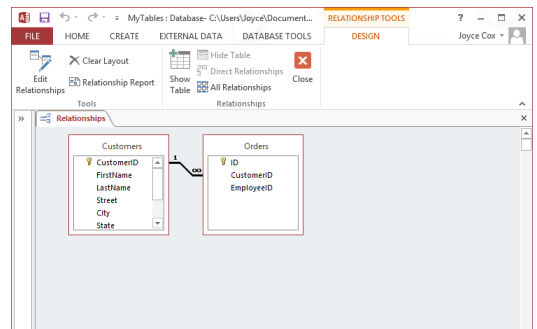 MyTables : Database- C:\Users\Joyce\Document...
RELATIONSHIP TOOLS
?
FILE HOME CREATE EXTERNAL DATA DATABASE TOOLS DESIGN Joyce Cox
Edit Relationships
Clear Layout
Relationship Report
Tools
Show Table
Hide Table
Direct Relationships
All Relationships
Close
Relationships
Relationships
Customers
CustomerID
FirstName
LastName
Street
City
State
1
∞
Orders
ID
CustomerID
EmployeeID